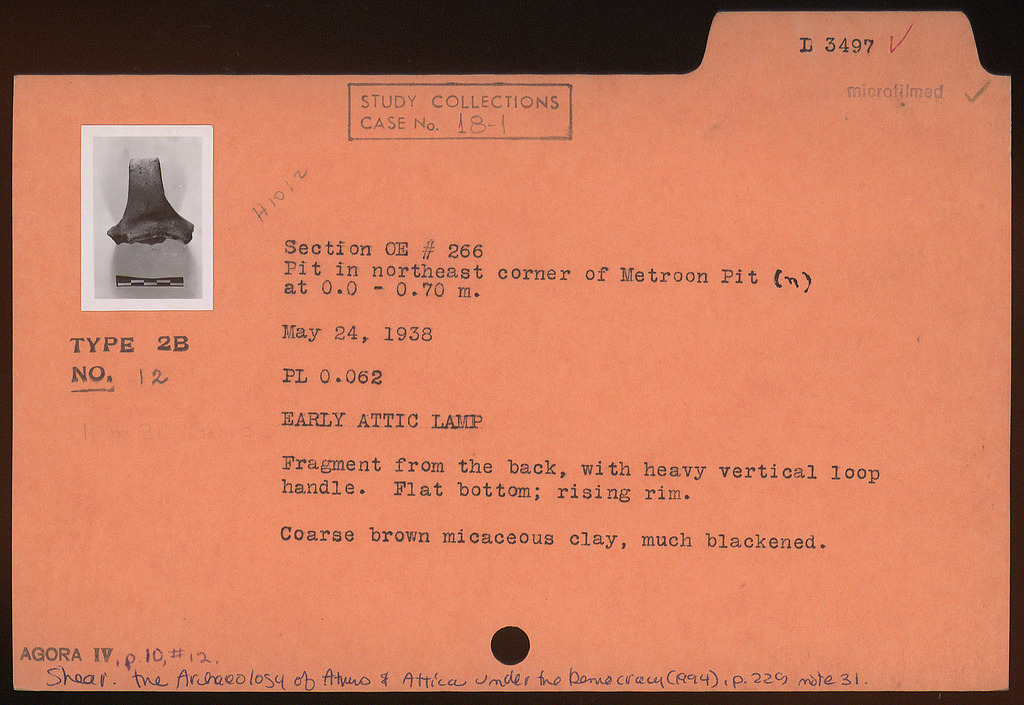 L 3497 ✓
microfilmed ✓
STUDY COLLECTIONS
CASE No. 18-1
H1012
Section OE # 266
Pit in northeast corner of Metroon Pit (n)
at 0.0 - 0.70 m.
May 24, 1938
TYPE 2B
NO. 12
PL 0.062
EARLY ATTIC LAMP
Fragment from the back, with heavy vertical loop
handle. Flat bottom; rising rim.
Coarse brown micaceous clay, much blackened.
AGORA IV, p. 10, #12.
Shear. the Archaeology of Athens & Attica under the Democracy (1994), p. 229 note 31.